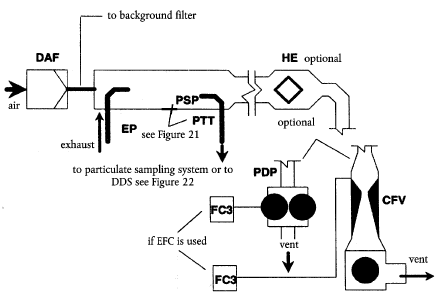 to background filter
DAF
HE optional
air
PSP
EP
PTT
see Figure 21
exhaust
optional
to particulate sampling system or to
DDS see Figure 22
PDP
CFV
FC3
if EFC is used
vent
vent
FC3